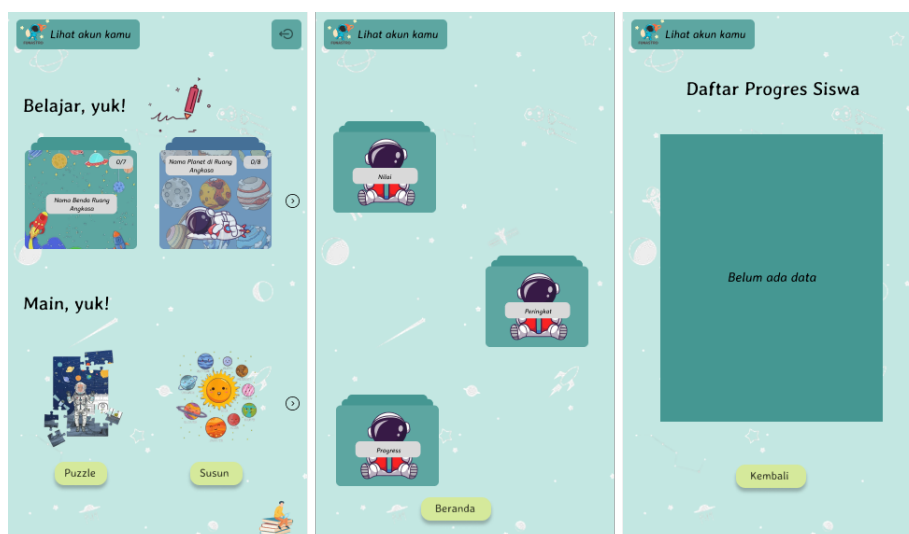 Lihat akun kamu
Belajar, yuk!
0/7
Nama Benda Ruang
Angkasa
Nama Planet di Ruang
Angkasa
0/8
Main, yuk!
Puzzle
Susun
Lihat akun kamu
Nilai
Peringkat
Progress
Beranda
Lihat akun kamu
Daftar Progres Siswa
Belum ada data
Kembali